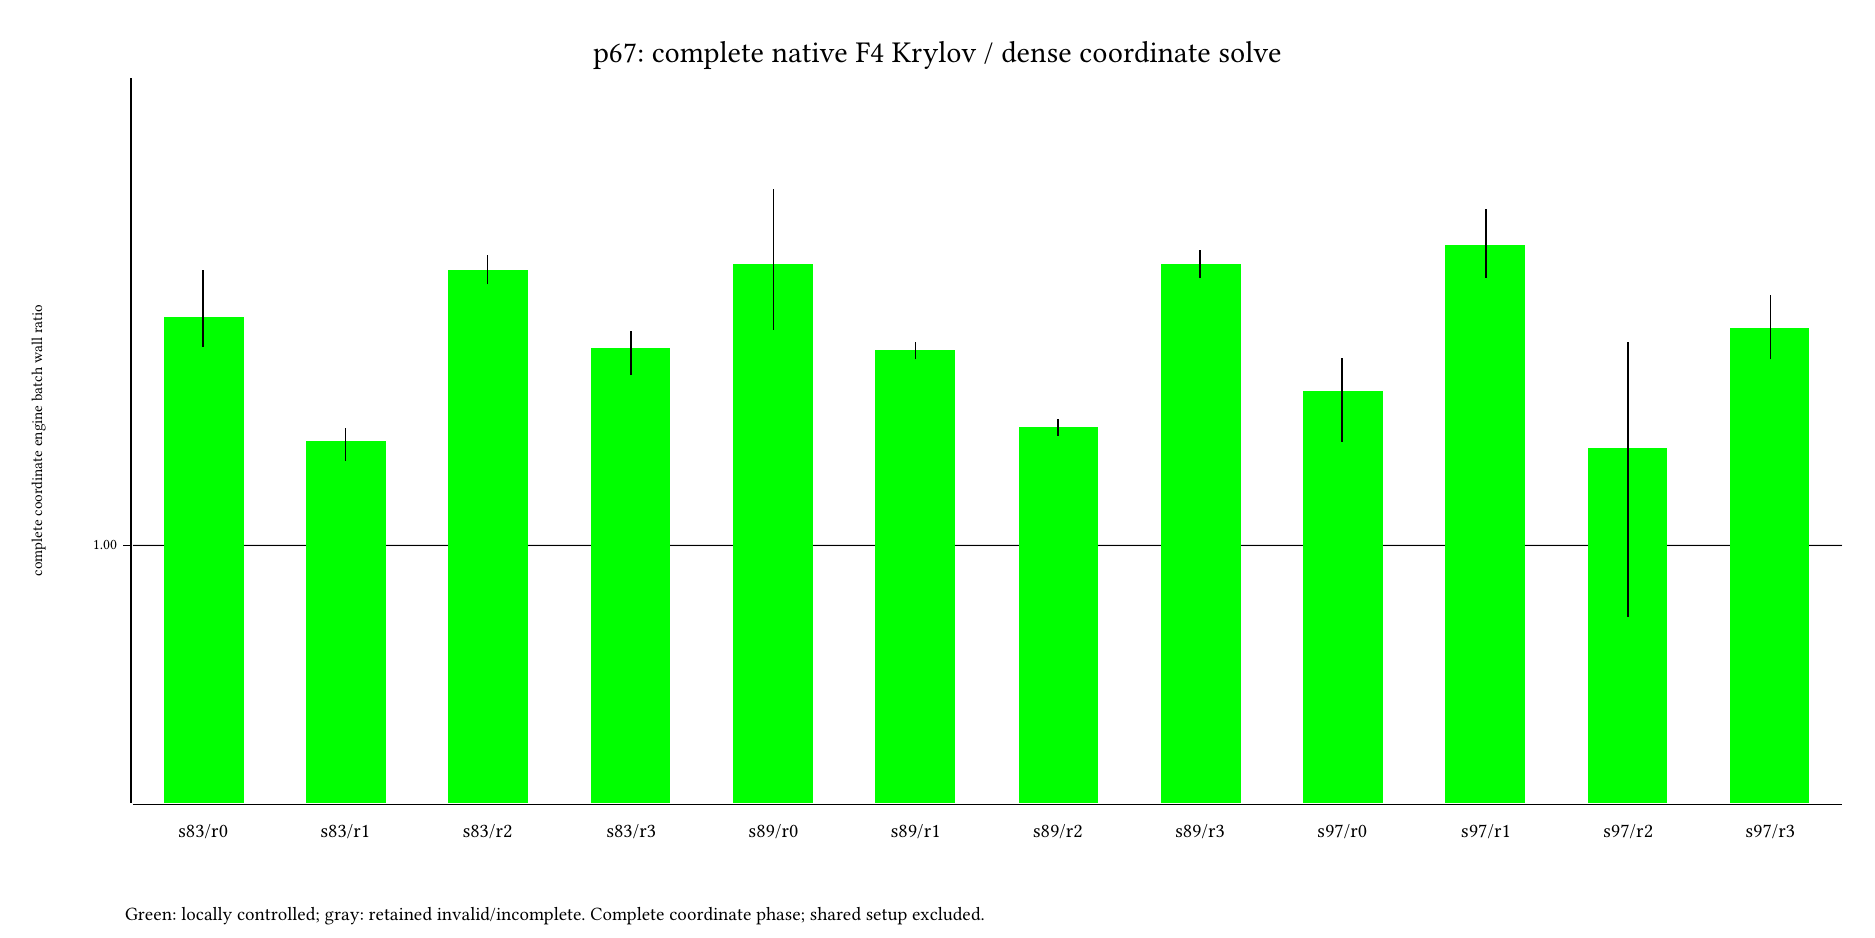 p67: complete native F4 Krylov / dense coordinate solve
complete coordinate engine batch wall ratio
1.00
s83/r0 s83/r1 s83/r2 s83/r3 s89/r0 s89/r1 s89/r2 s89/r3 s97/r0 s97/r1 s97/r2 s97/r3
Green: locally controlled; gray: retained invalid/incomplete. Complete coordinate phase; shared setup excluded.